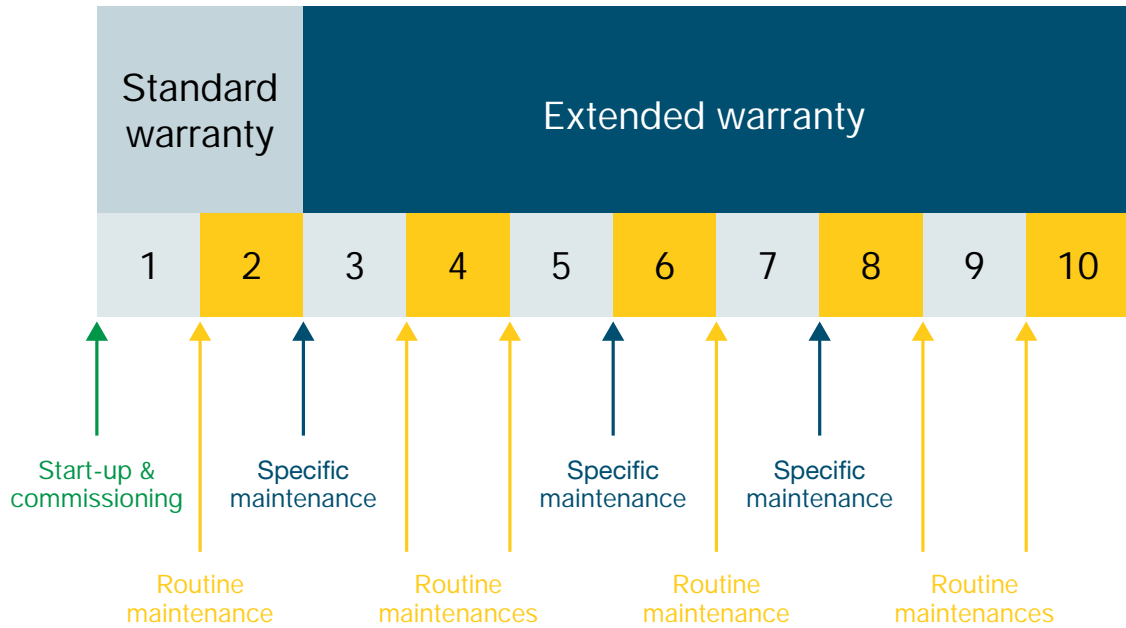 Standard
warranty
Extended warranty
1 2 3 4 5 6 7 8 9 10
Start-up &
commissioning
Specific
maintenance
Specific
maintenance
Specific
maintenance
Routine
maintenance
Routine
maintenances
Routine
maintenance
Routine
maintenances